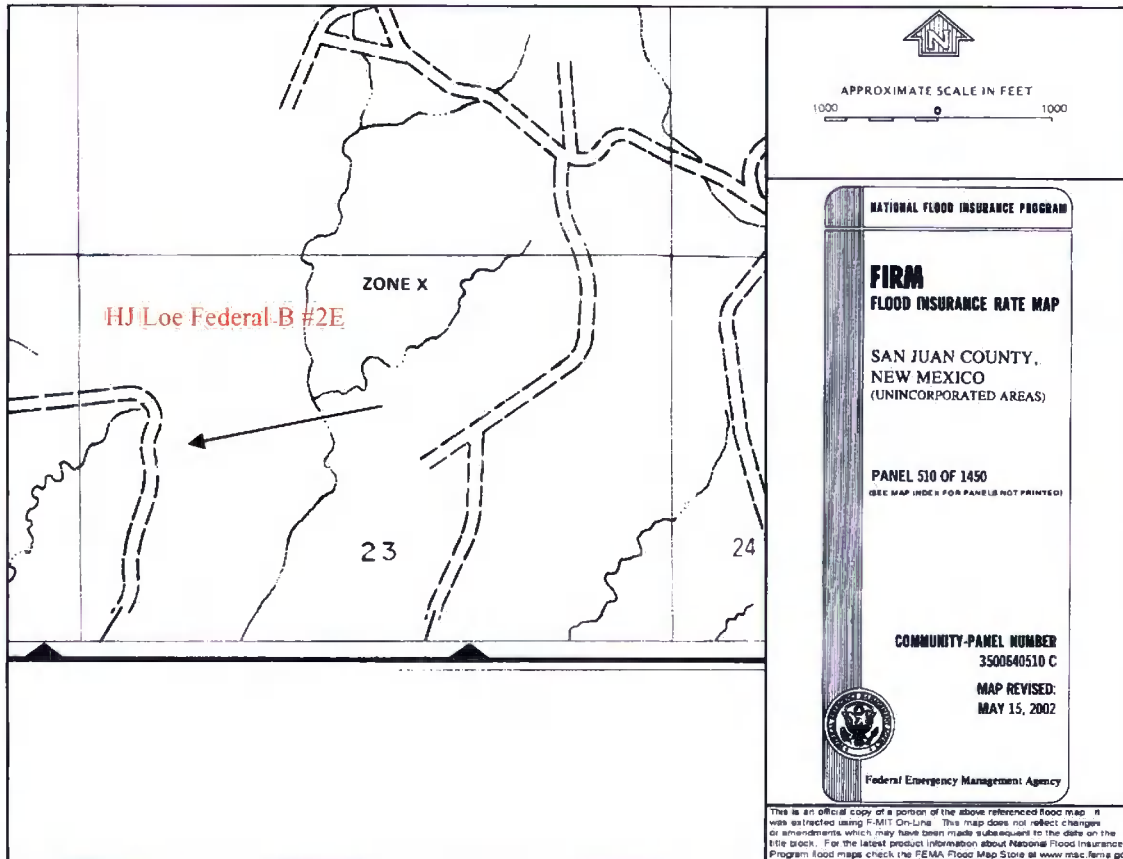 ZONE X
HJ Loe Federal B #2E
23
24
N
APPROXIMATE SCALE IN FEET
1000 0 1000
NATIONAL FLOOD INSURANCE PROGRAM
FIRM
FLOOD INSURANCE RATE MAP
SAN JUAN COUNTY,
NEW MEXICO
(UNINCORPORATED AREAS)
PANEL 510 OF 1450
(SEE MAP INDEX FOR PANELS NOT PRINTED)
COMMUNITY-PANEL NUMBER
3500640510 C
MAP REVISED:
MAY 15, 2002
Federal Emergency Management Agency
This is an official copy of a portion of the above referenced flood map. It
was extracted using F-MIT On-Line. This map does not reflect changes
or amendments which may have been made subsequent to the date on the
title block. For the latest product information about National Flood Insurance
Program flood maps check the FEMA Flood Map Store at www.msc.fema.go